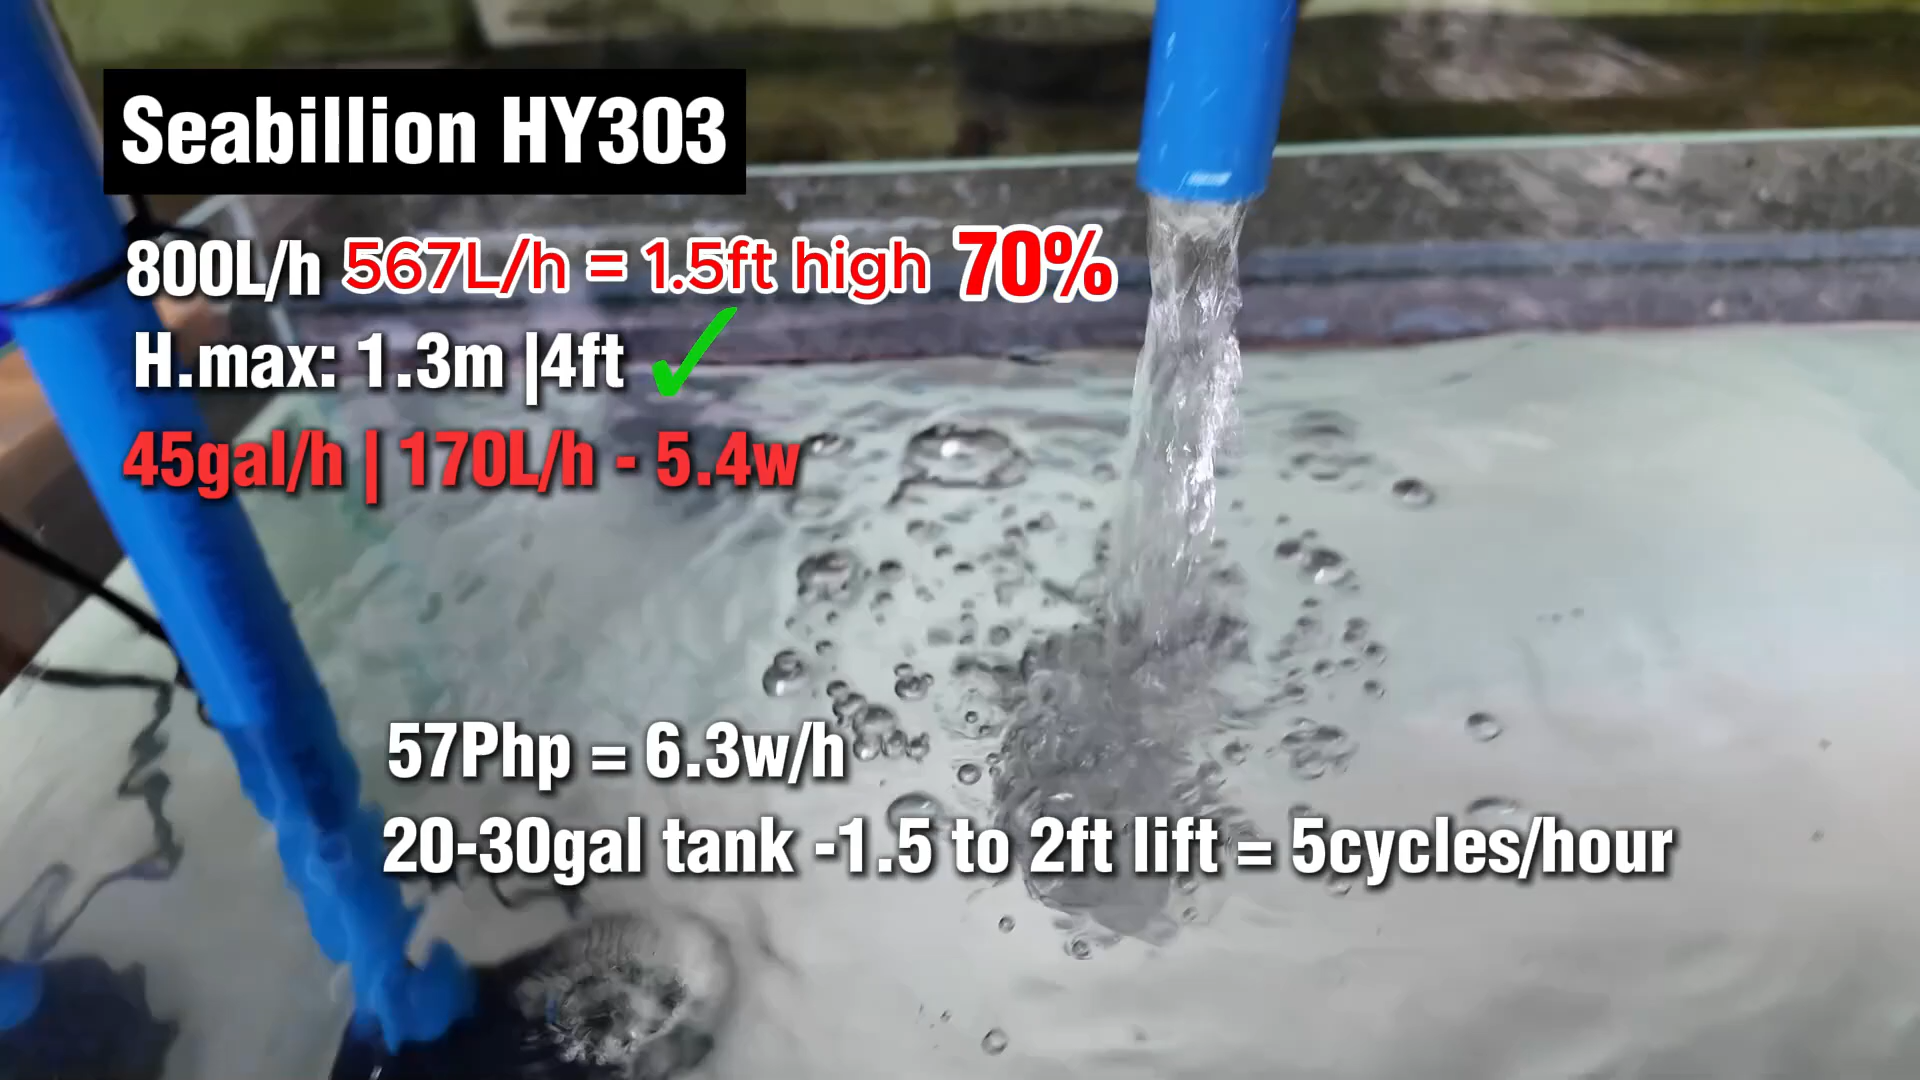 Seabillion HY303
800L/h 567L/h = 1.5ft high 70%
H.max: 1.3m |4ft ✓
45gal/h | 170L/h - 5.4w
57Php = 6.3w/h
20-30gal tank -1.5 to 2ft lift = 5cycles/hour